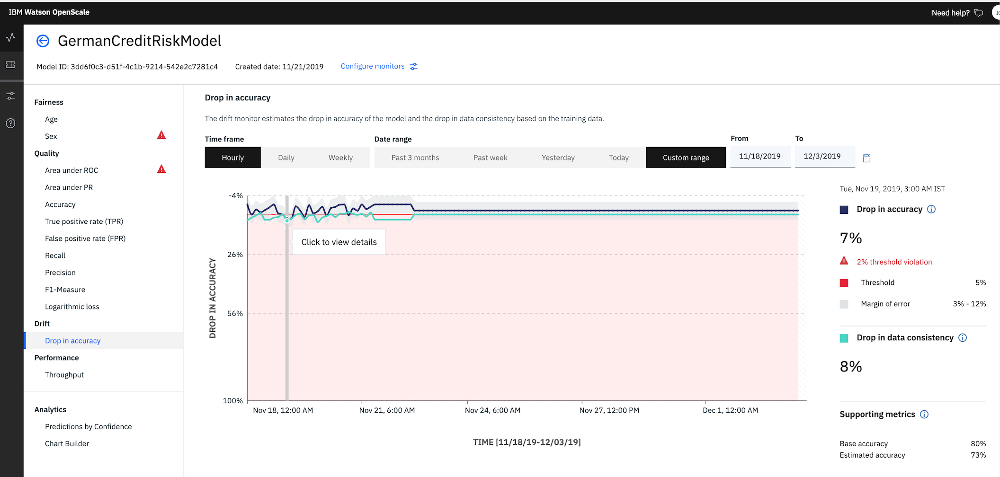 IBM Watson OpenScale
Need help?
GermanCreditRiskModel
Model ID: 3dd6f0c3-d51f-4c1b-9214-542e2c7281c4 Created date: 11/21/2019 Configure monitors
Fairness
Age
Sex
Quality
Area under ROC
Area under PR
Accuracy
True positive rate (TPR)
False positive rate (FPR)
Recall
Precision
F1-Measure
Logarithmic loss
Drift
Drop in accuracy
Performance
Throughput
Analytics
Predictions by Confidence
Chart Builder
Drop in accuracy
The drift monitor estimates the drop in accuracy of the model and the drop in data consistency based on the training data.
Time frame Date range From To
Hourly Daily Weekly Past 3 months Past week Yesterday Today Custom range 11/18/2019 12/3/2019
DROP IN ACCURACY
-4%
26%
56%
100%
Click to view details
Nov 18, 12:00 AM Nov 21, 6:00 AM Nov 24, 6:00 AM Nov 27, 12:00 PM Dec 1, 12:00 AM
TIME [11/18/19-12/03/19]
Tue, Nov 19, 2019, 3:00 AM IST
Drop in accuracy
7%
2% threshold violation
Threshold 5%
Margin of error 3% - 12%
Drop in data consistency
8%
Supporting metrics
Base accuracy 80%
Estimated accuracy 73%